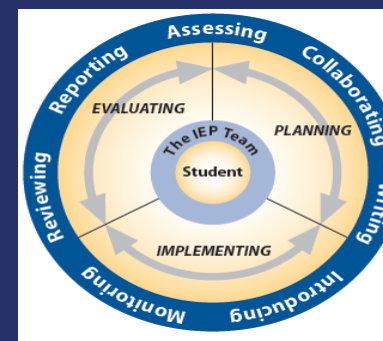 Assessing
Collaborating
Writing
Introducing
Monitoring
Reviewing
Reporting
EVALUATING
PLANNING
IMPLEMENTING
The IEP Team
Student